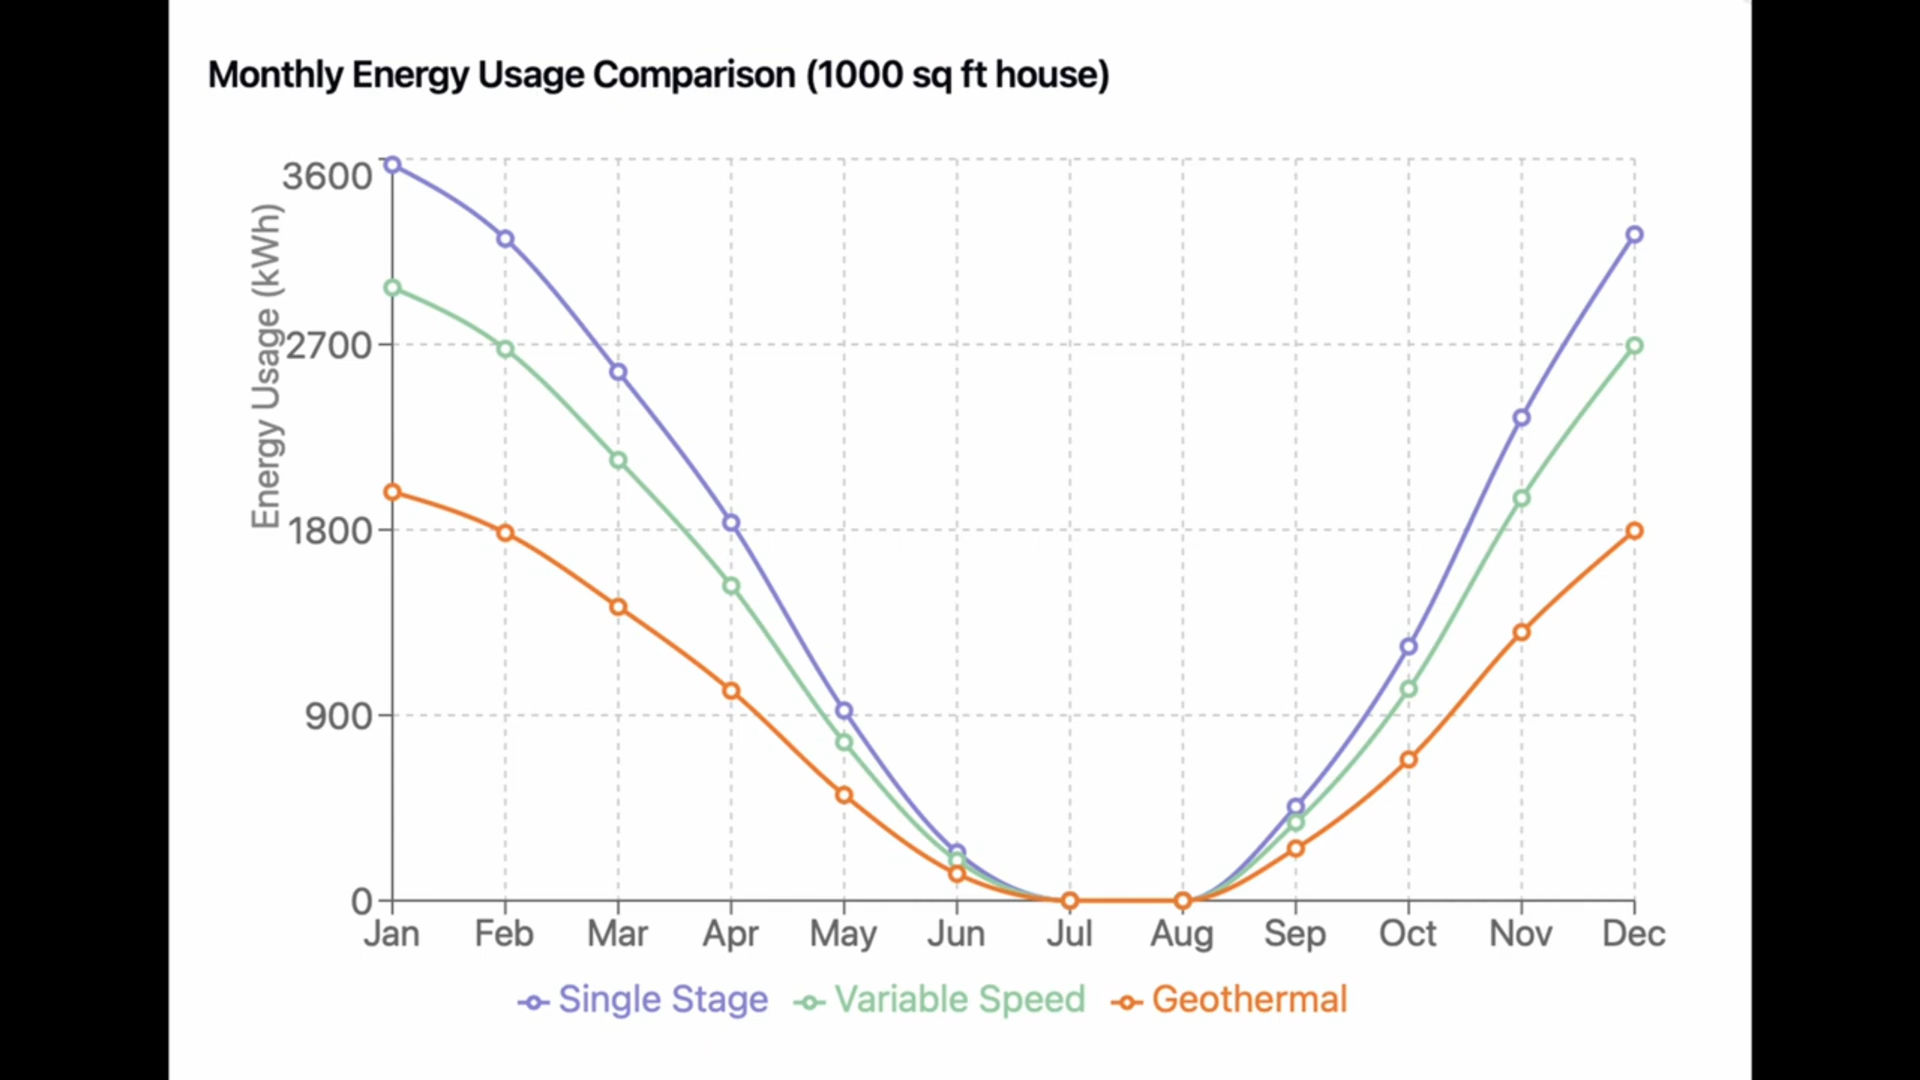 Monthly Energy Usage Comparison (1000 sq ft house)
Energy Usage (kWh)
3600
2700
1800
900
0
Jan Feb Mar Apr May Jun Jul Aug Sep Oct Nov Dec
Single Stage Variable Speed Geothermal